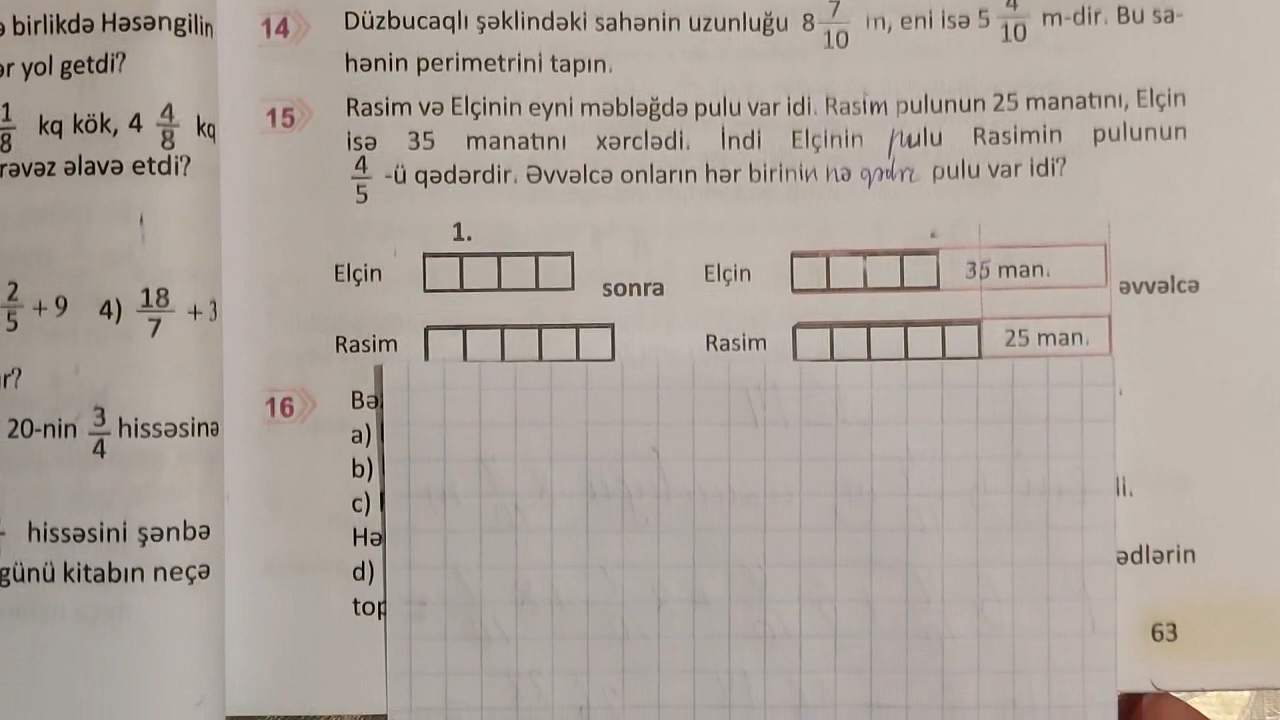 ə birlikdə Həsəngilin
ər yol getdi?
1/8 kq kök, 4 4/8 kq
rəvəz əlavə etdi?
2/5 + 9 4) 18/7 + 3
r?
20-nin 3/4 hissəsinə
hissəsini şənbə
günü kitabın neçə
14 Düzbucaqlı şəklindəki sahənin uzunluğu 8 7/10 m, eni isə 5 4/10 m-dir. Bu sa-
hənin perimetrini tapın.
15 Rasim və Elçinin eyni məbləğdə pulu var idi. Rasim pulunun 25 manatını, Elçin
isə 35 manatını xərclədi. İndi Elçinin pulu Rasimin pulunun
4/5 -ü qədərdir. Əvvəlcə onların hər birinin nə qədər pulu var idi?
1.
Elçin sonra Elçin 35 man. əvvəlcə
Rasim Rasim 25 man.
16 Bə
a)
b)
c) li.
Hə
d) ədlərin
top
63